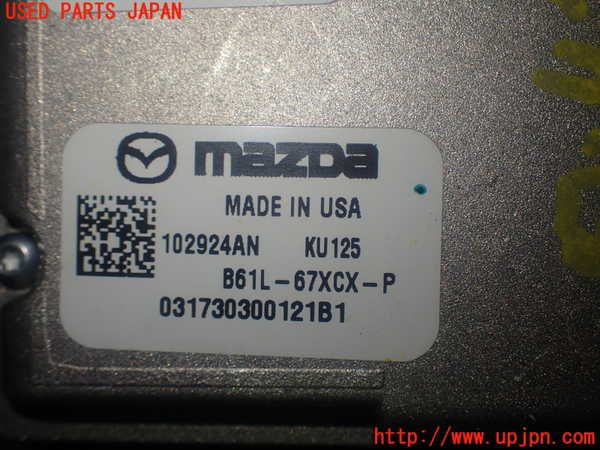 USED PARTS JAPAN
mazda
MADE IN USA
102924AN KU125
B61L-67XCX-P
031730300121B1
http://www.upjpn.com/